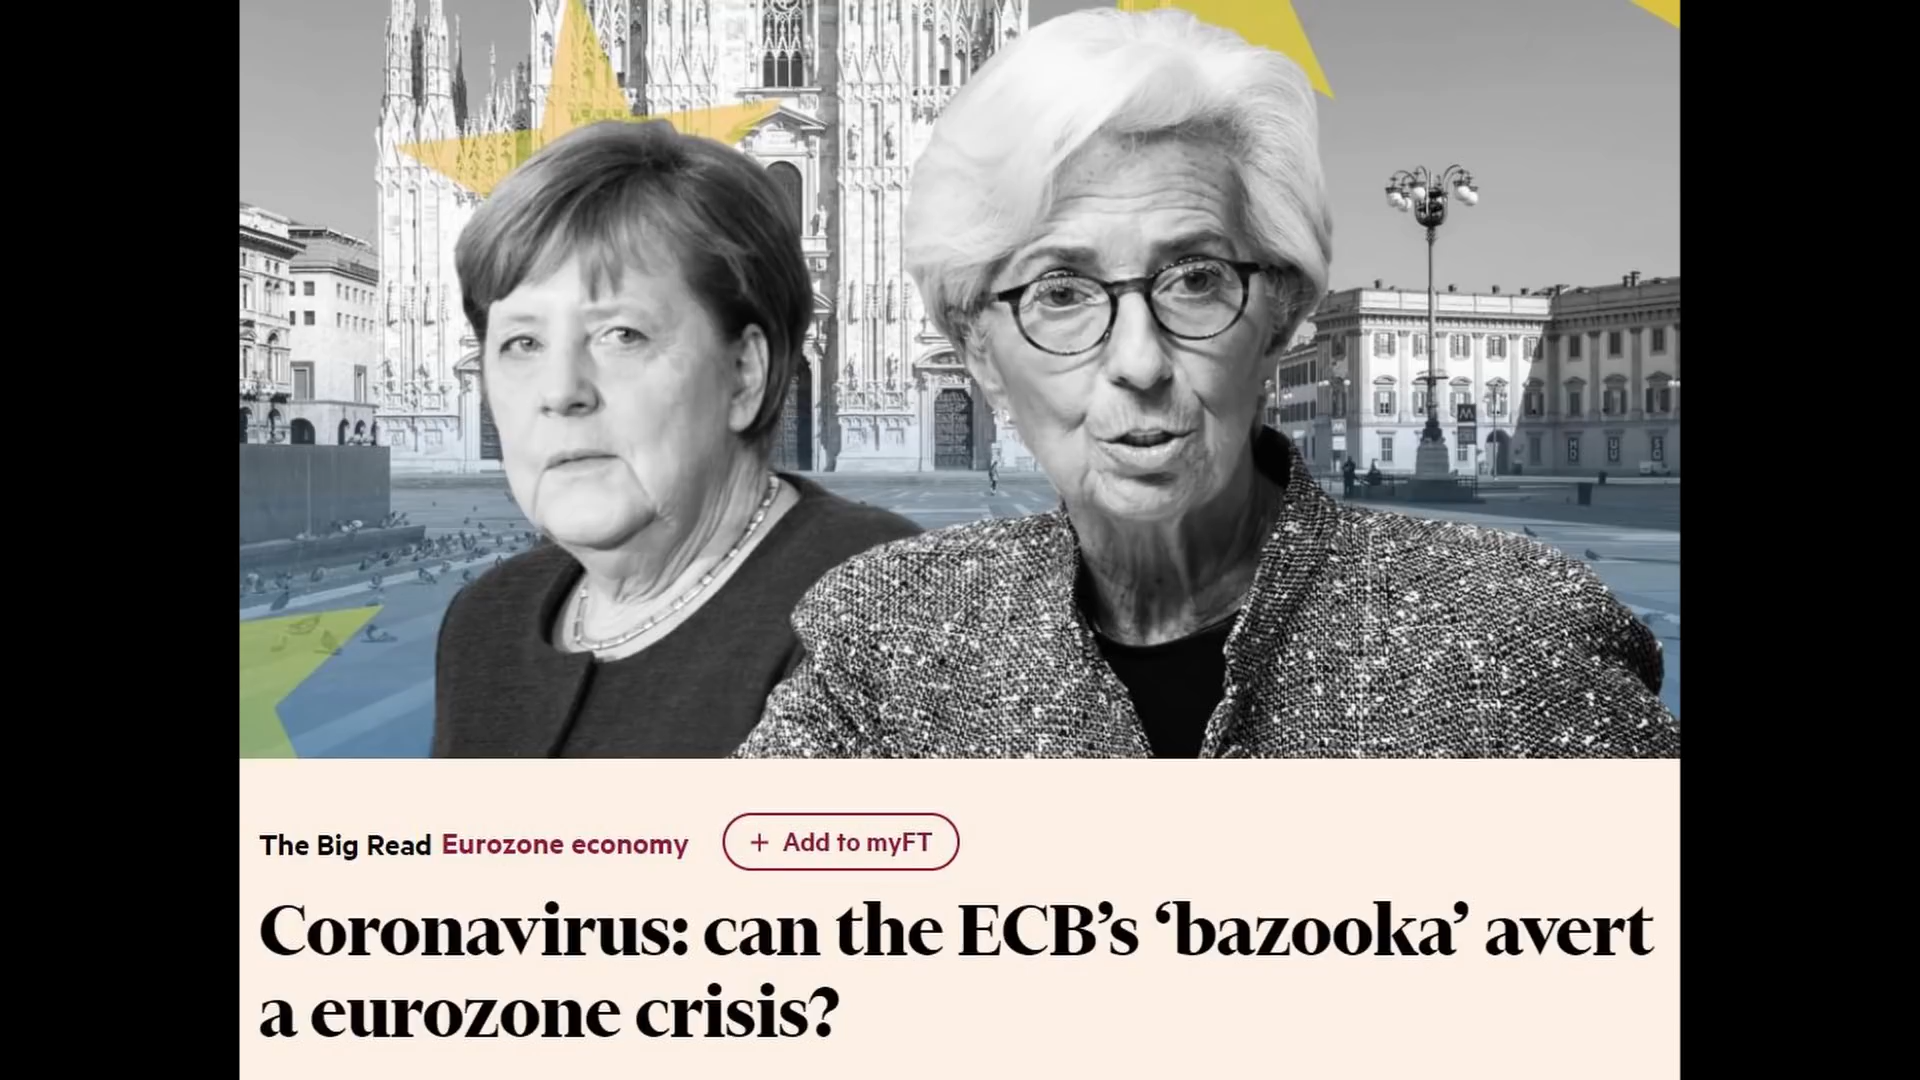 The Big Read Eurozone economy + Add to myFT
Coronavirus: can the ECB’s ‘bazooka’ avert
a eurozone crisis?